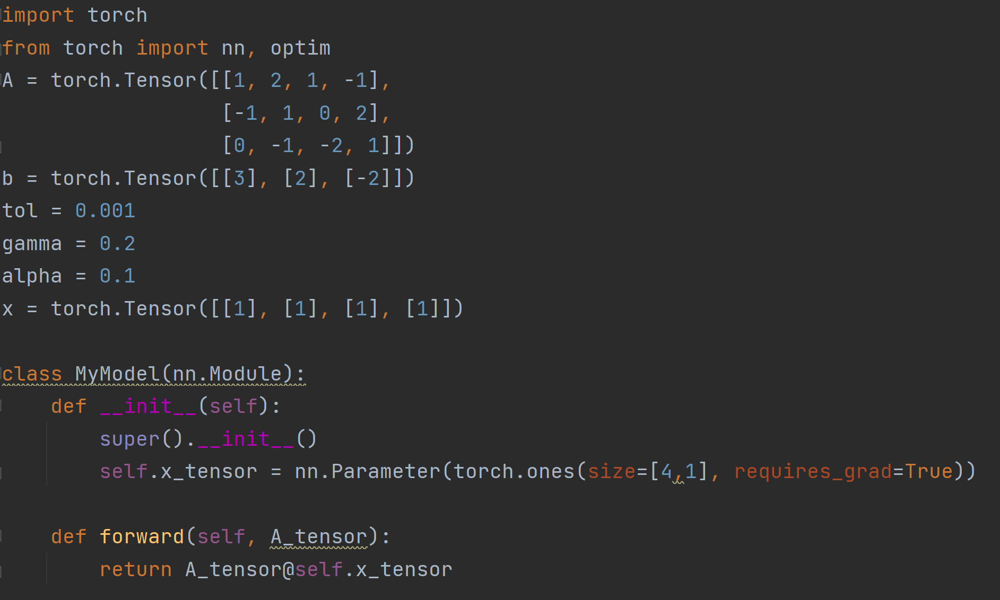 import torch
from torch import nn, optim
A = torch.Tensor([[1, 2, 1, -1],
                  [-1, 1, 0, 2],
                  [0, -1, -2, 1]])
b = torch.Tensor([[3], [2], [-2]])
tol = 0.001
gamma = 0.2
alpha = 0.1
x = torch.Tensor([[1], [1], [1], [1]])

class MyModel(nn.Module):
    def __init__(self):
        super().__init__()
        self.x_tensor = nn.Parameter(torch.ones(size=[4,1], requires_grad=True))

    def forward(self, A_tensor):
        return A_tensor@self.x_tensor